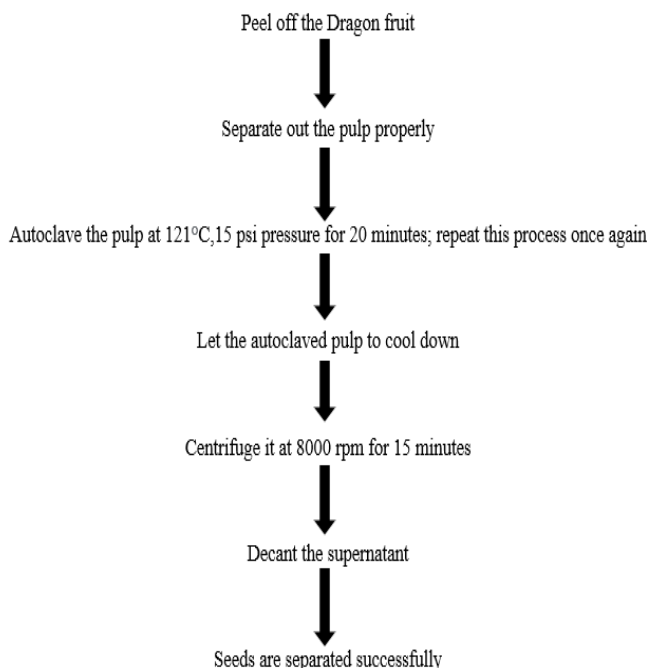 Peel off the Dragon fruit
Separate out the pulp properly
Autoclave the pulp at 121°C,15 psi pressure for 20 minutes; repeat this process once again
Let the autoclaved pulp to cool down
Centrifuge it at 8000 rpm for 15 minutes
Decant the supernatant
Seeds are separated successfully